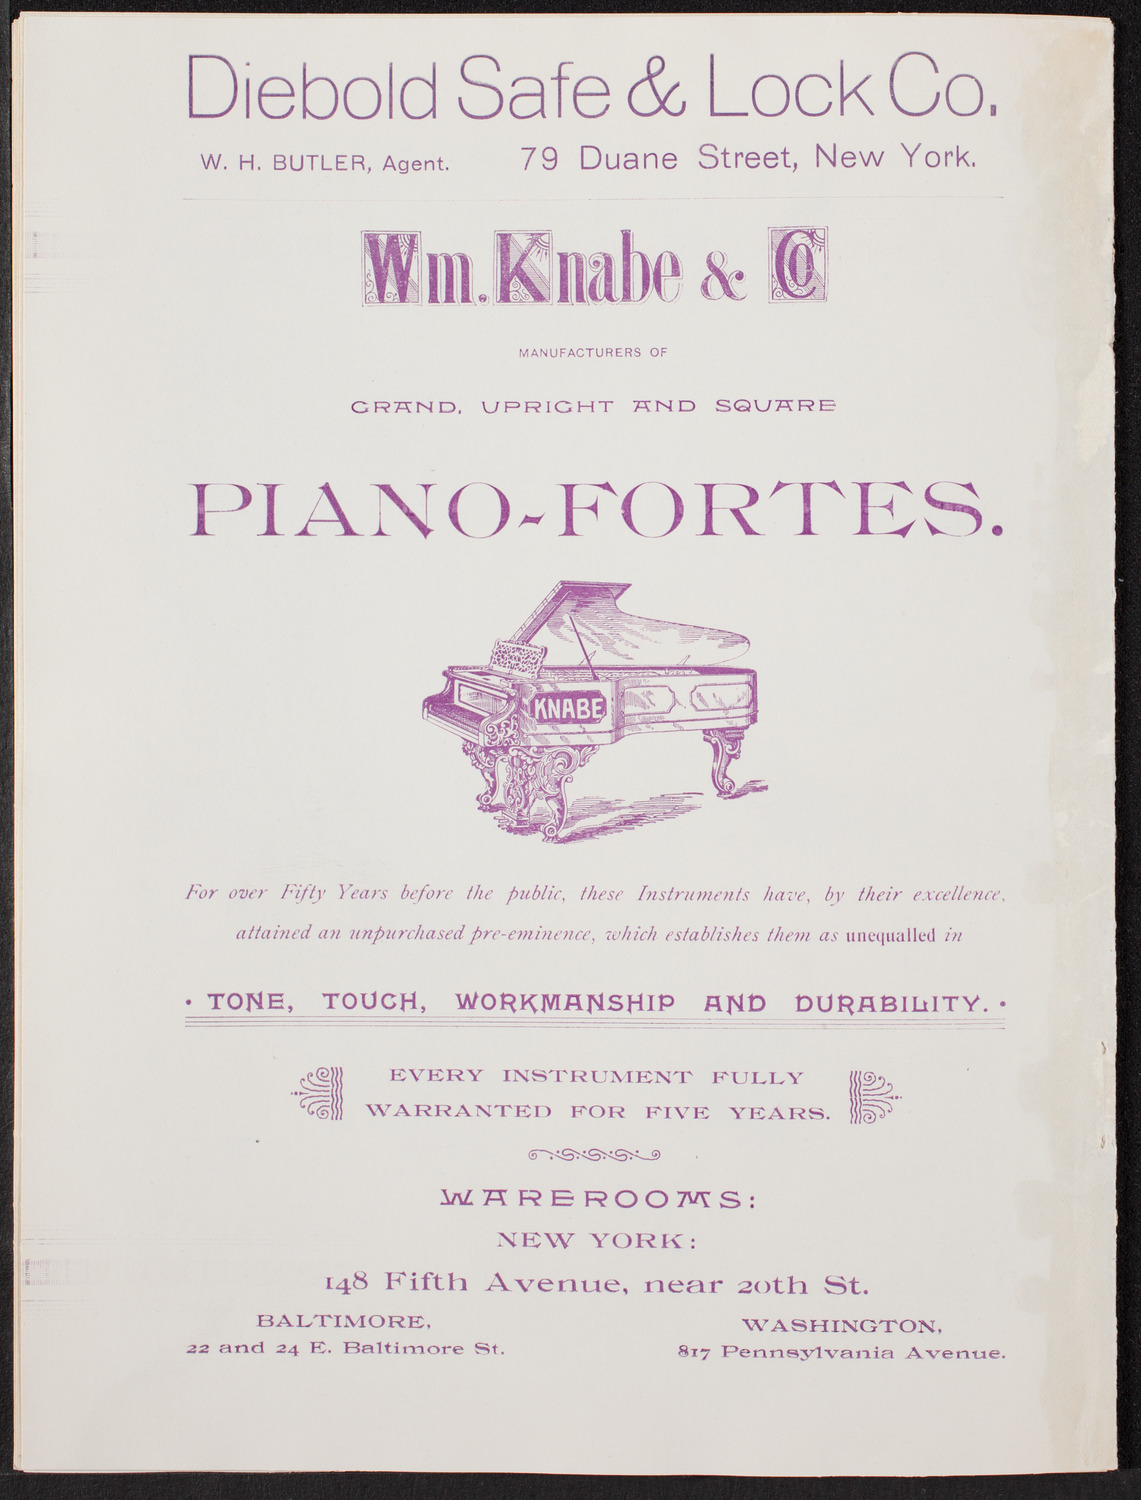 Diebold Safe & Lock Co.
W. H. BUTLER, Agent. 79 Duane Street, New York.
Wm. Knabe & Co
MANUFACTURERS OF
GRAND, UPRIGHT AND SQUARE
PIANO-FORTES.
KNABE
For over Fifty Years before the public, these Instruments have, by their excellence,
attained an unpurchased pre-eminence, which establishes them as unequalled in
• TONE, TOUCH, WORKMANSHIP AND DURABILITY. •
EVERY INSTRUMENT FULLY
WARRANTED FOR FIVE YEARS.
WAREROOMS:
NEW YORK:
148 Fifth Avenue, near 20th St.
BALTIMORE,
22 and 24 E. Baltimore St.
WASHINGTON,
817 Pennsylvania Avenue.